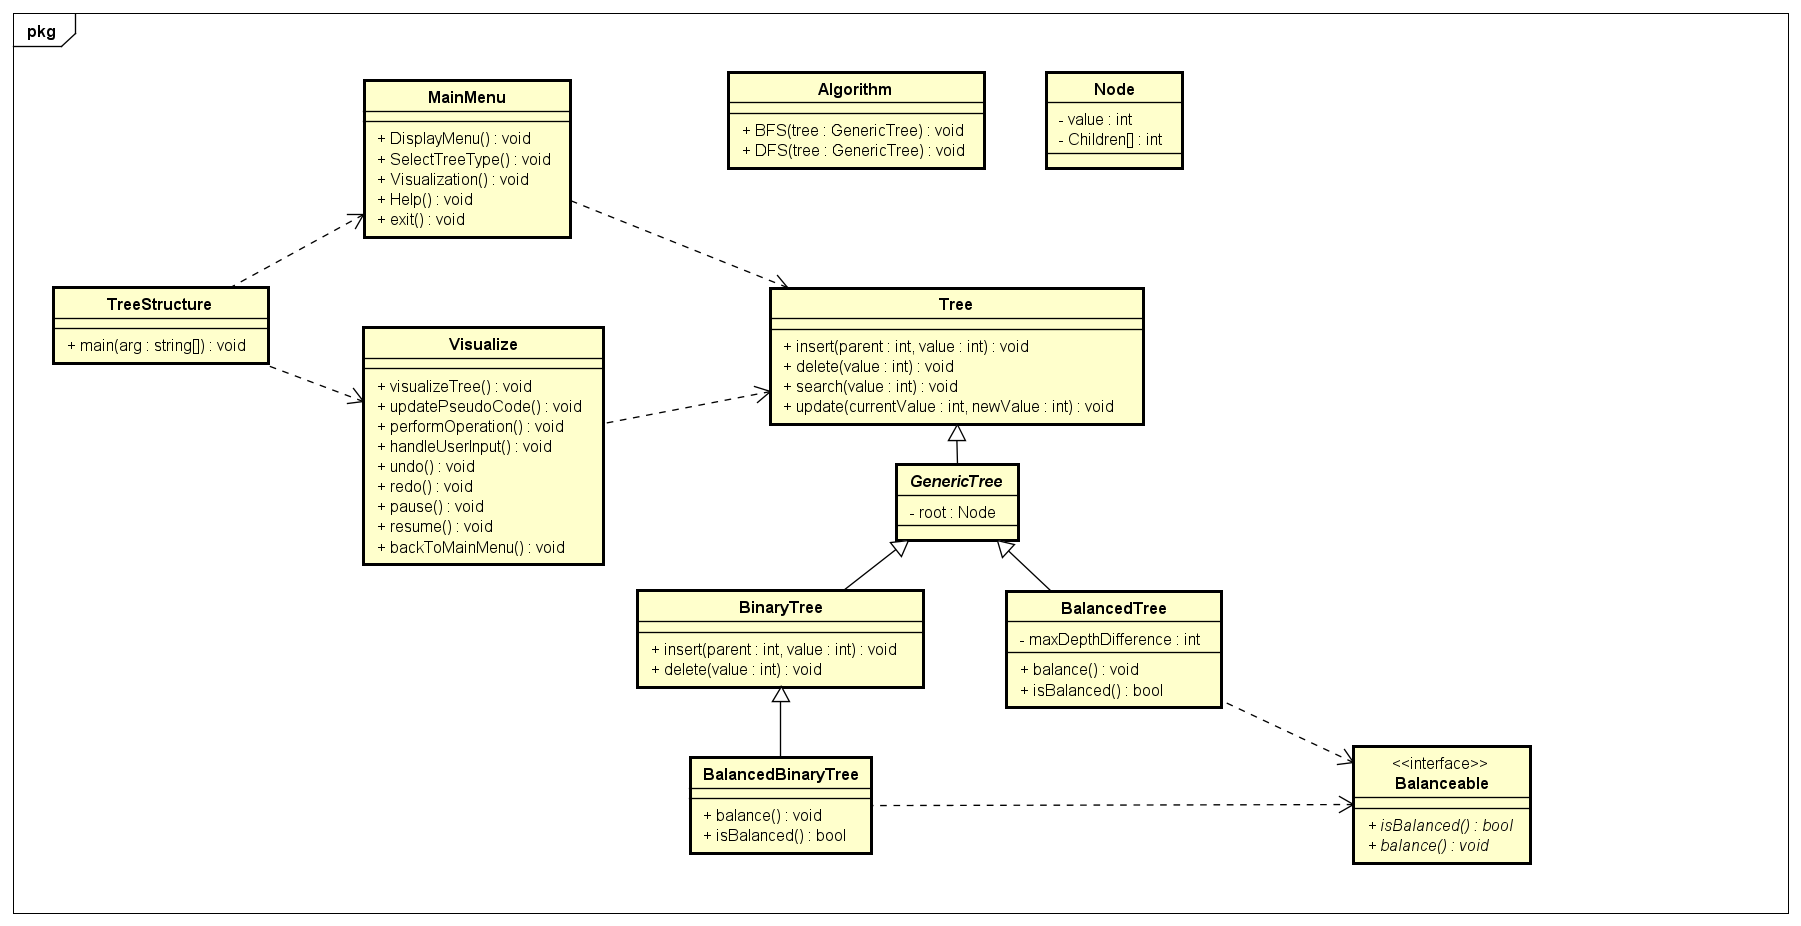 pkg
MainMenu
+ DisplayMenu() : void
+ SelectTreeType() : void
+ Visualization() : void
+ Help() : void
+ exit() : void
Algorithm
+ BFS(tree : GenericTree) : void
+ DFS(tree : GenericTree) : void
Node
- value : int
- Children[] : int
TreeStructure
+ main(arg : string[]) : void
Visualize
+ visualizeTree() : void
+ updatePseudoCode() : void
+ performOperation() : void
+ handleUserInput() : void
+ undo() : void
+ redo() : void
+ pause() : void
+ resume() : void
+ backToMainMenu() : void
Tree
+ insert(parent : int, value : int) : void
+ delete(value : int) : void
+ search(value : int) : void
+ update(currentValue : int, newValue : int) : void
GenericTree
- root : Node
BinaryTree
+ insert(parent : int, value : int) : void
+ delete(value : int) : void
BalancedTree
- maxDepthDifference : int
+ balance() : void
+ isBalanced() : bool
BalancedBinaryTree
+ balance() : void
+ isBalanced() : bool
<<interface>>
Balanceable
+ isBalanced() : bool
+ balance() : void